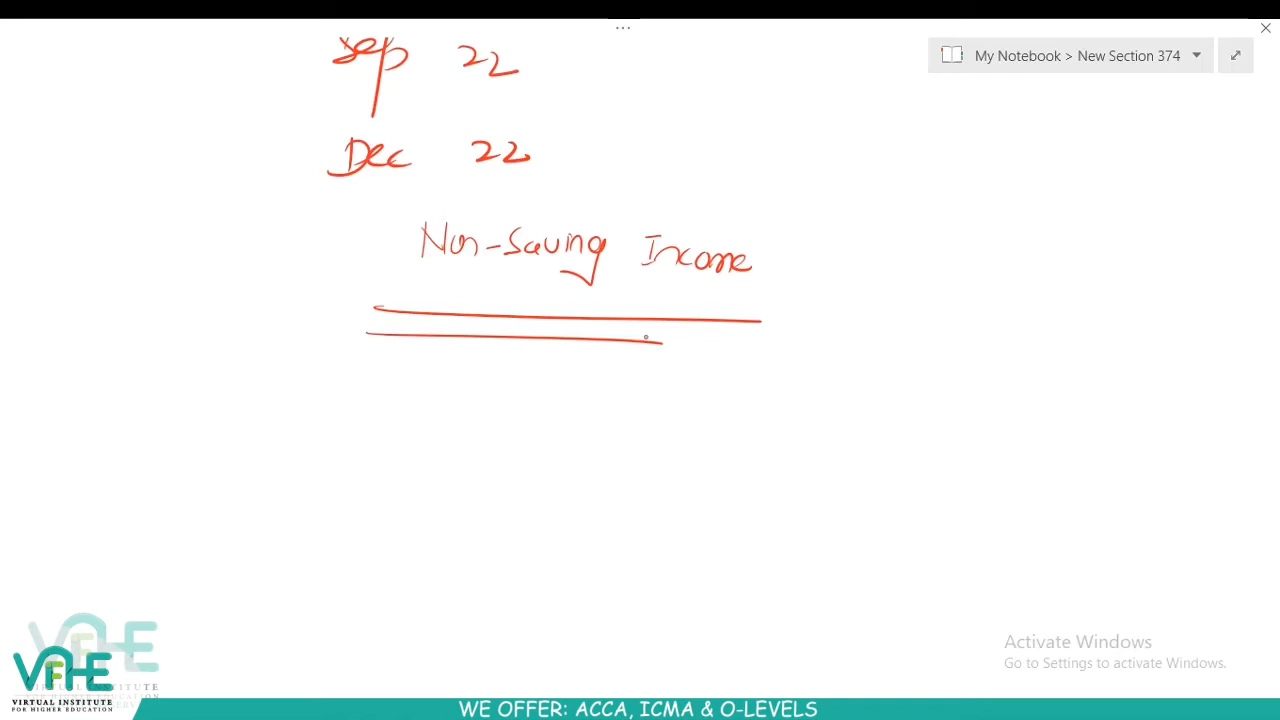 My Notebook > New Section 374
Sep 22
Dec 22
Non-Saving Income
Activate Windows
Go to Settings to activate Windows.
VIRTUAL INSTITUTE
FOR HIGHER EDUCATION
WE OFFER: ACCA, ICMA & O-LEVELS